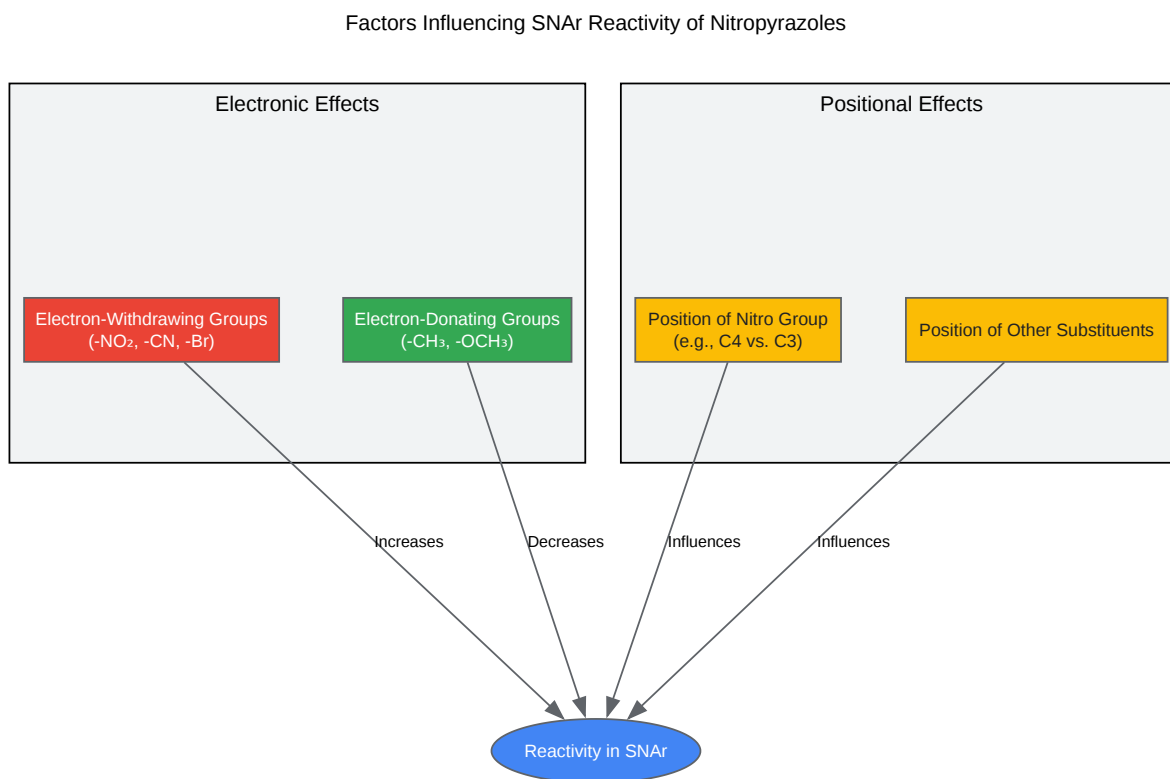 Factors Influencing SNAr Reactivity of Nitropyrazoles
Electronic Effects
Positional Effects
Electron-Withdrawing Groups
(-NO₂, -CN, -Br)
Electron-Donating Groups
(-CH₃, -OCH₃)
Position of Nitro Group
(e.g., C4 vs. C3)
Position of Other Substituents
Increases
Decreases
Influences
Influences
Reactivity in SNAr